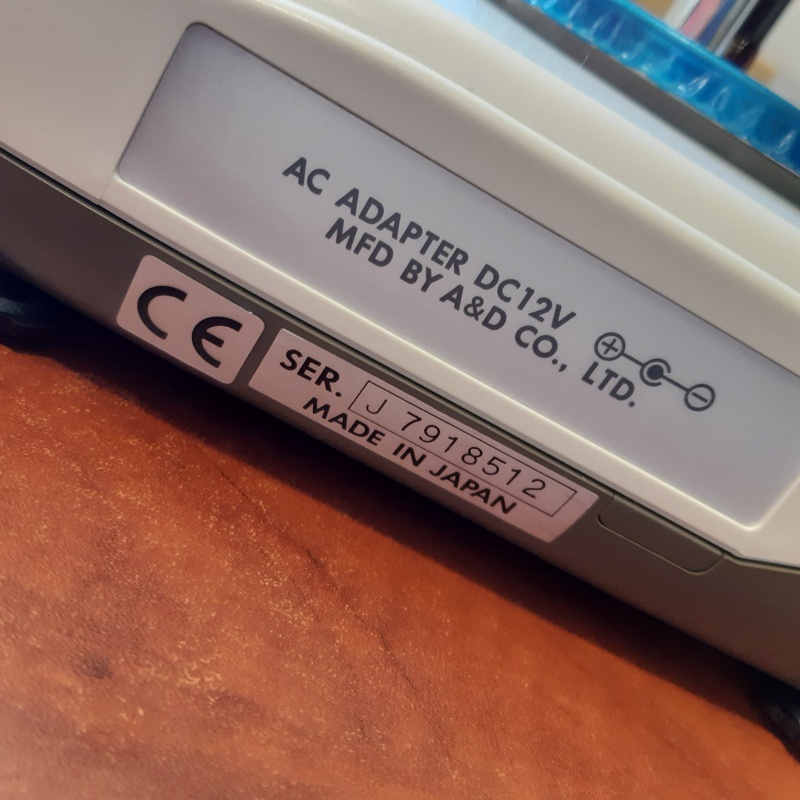 AC ADAPTER DC12V
MFD BY A&D CO., LTD.
CE
SER. J 7918512
MADE IN JAPAN